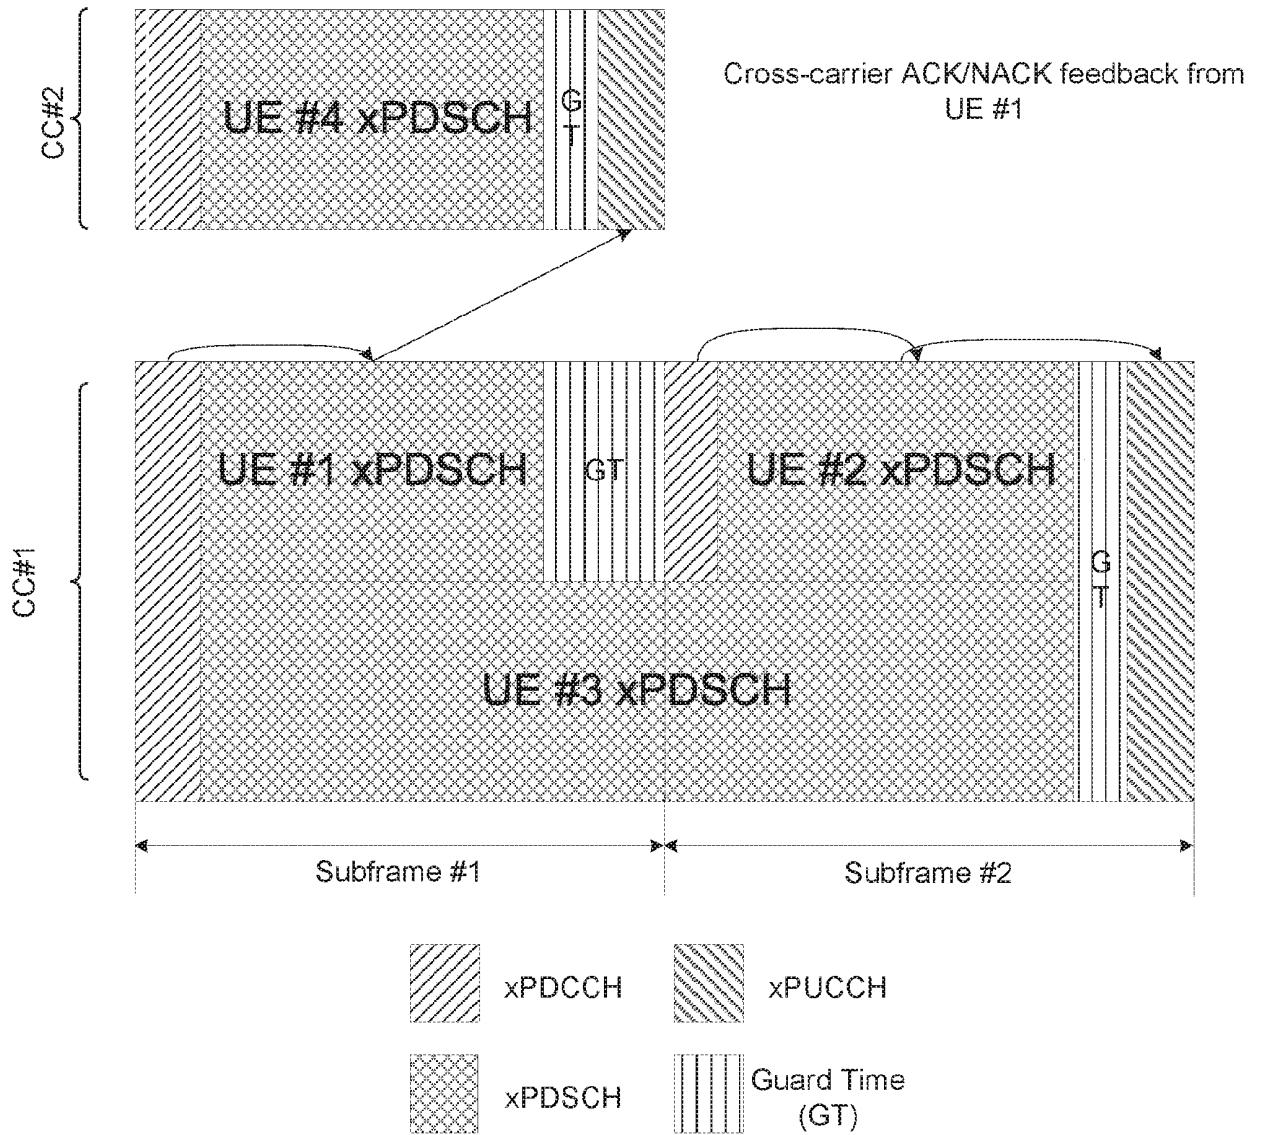 CC#2
UE #4 xPDSCH
G
T
Cross-carrier ACK/NACK feedback from
UE #1
CC#1
UE #1 xPDSCH
GT
UE #2 xPDSCH
G
T
UE #3 xPDSCH
Subframe #1
Subframe #2
xPDCCH
xPUCCH
xPDSCH
Guard Time
(GT)